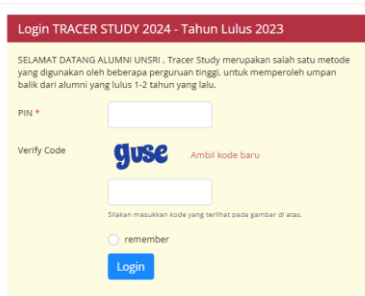 Login TRACER STUDY 2024 - Tahun Lulus 2023
SELAMAT DATANG ALUMNI UNSRI . Tracer Study merupakan salah satu metode
yang digunakan oleh beberapa perguruan tinggi, untuk memperoleh umpan
balik dari alumni yang lulus 1-2 tahun yang lalu.
PIN *
Verify Code
guse
Ambil kode baru
Silakan masukkan kode yang terlihat pada gambar di atas.
remember
Login